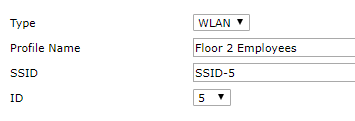 Type WLAN
Profile Name Floor 2 Employees
SSID SSID-5
ID 5